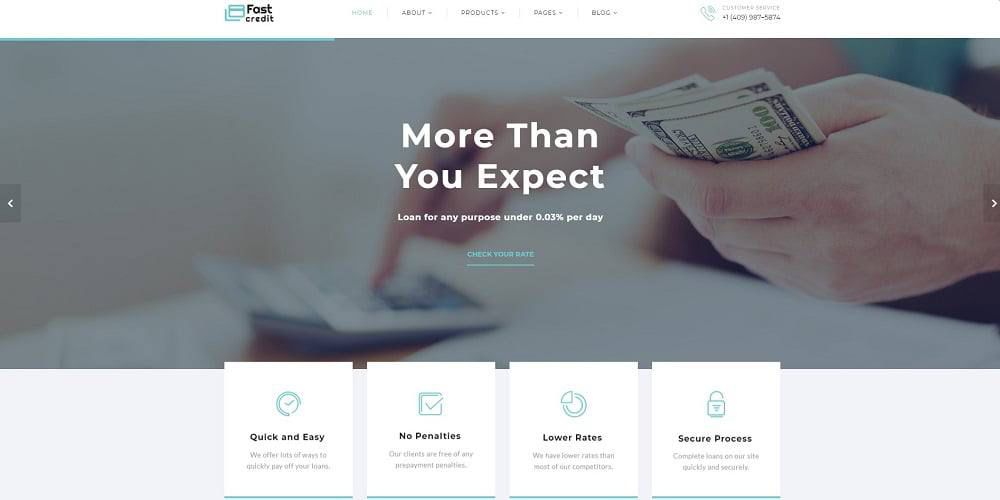 Fast
credit
HOME
ABOUT
PRODUCTS
PAGES
BLOG
CUSTOMER SERVICE
+1 (409) 987–5874
100
More Than
You Expect
Loan for any purpose under 0.03% per day
CHECK YOUR RATE
Quick and Easy
We offer lots of ways to
quickly pay off your loans.
No Penalties
Our clients are free of any
prepayment penalties.
Lower Rates
We have lower rates than
most of our competitors.
Secure Process
Complete loans on our site
quickly and securely.